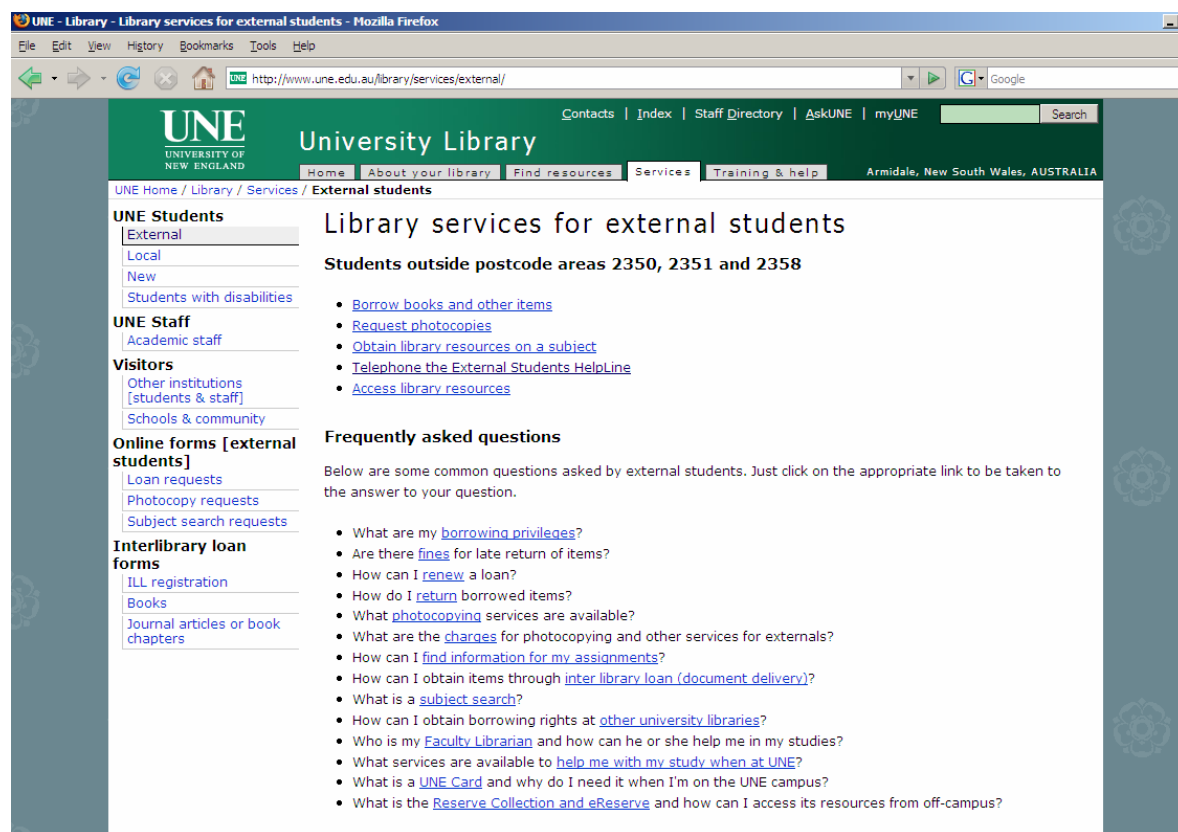 UNE - Library - Library services for external students - Mozilla Firefox
File Edit View History Bookmarks Tools Help
UNE http://www.une.edu.au/library/services/external/ G Google
Contacts | Index | Staff Directory | AskUNE | myUNE Search
UNE
UNIVERSITY OF
NEW ENGLAND
University Library
Home About your library Find resources Services Training & help Armidale, New South Wales, AUSTRALIA
UNE Home / Library / Services / External students
UNE Students
External
Local
New
Students with disabilities
UNE Staff
Academic staff
Visitors
Other institutions
[students & staff]
Schools & community
Online forms [external
students]
Loan requests
Photocopy requests
Subject search requests
Interlibrary loan
forms
ILL registration
Books
Journal articles or book
chapters
Library services for external students
Students outside postcode areas 2350, 2351 and 2358
• Borrow books and other items
• Request photocopies
• Obtain library resources on a subject
• Telephone the External Students HelpLine
• Access library resources
Frequently asked questions
Below are some common questions asked by external students. Just click on the appropriate link to be taken to
the answer to your question.
• What are my borrowing privileges?
• Are there fines for late return of items?
• How can I renew a loan?
• How do I return borrowed items?
• What photocopying services are available?
• What are the charges for photocopying and other services for externals?
• How can I find information for my assignments?
• How can I obtain items through inter library loan (document delivery)?
• What is a subject search?
• How can I obtain borrowing rights at other university libraries?
• Who is my Faculty Librarian and how can he or she help me in my studies?
• What services are available to help me with my study when at UNE?
• What is a UNE Card and why do I need it when I'm on the UNE campus?
• What is the Reserve Collection and eReserve and how can I access its resources from off-campus?